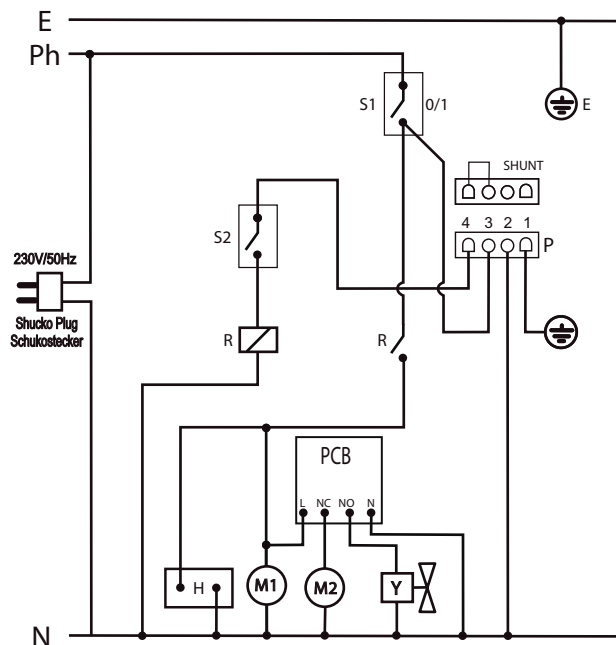 E
Ph
S1 0/1
E
SHUNT
4 3 2 1
P
S2
230V/50Hz
Shucko Plug
Schukostecker
R
R
PCB
L NC NO N
H
M1
M2
Y
N